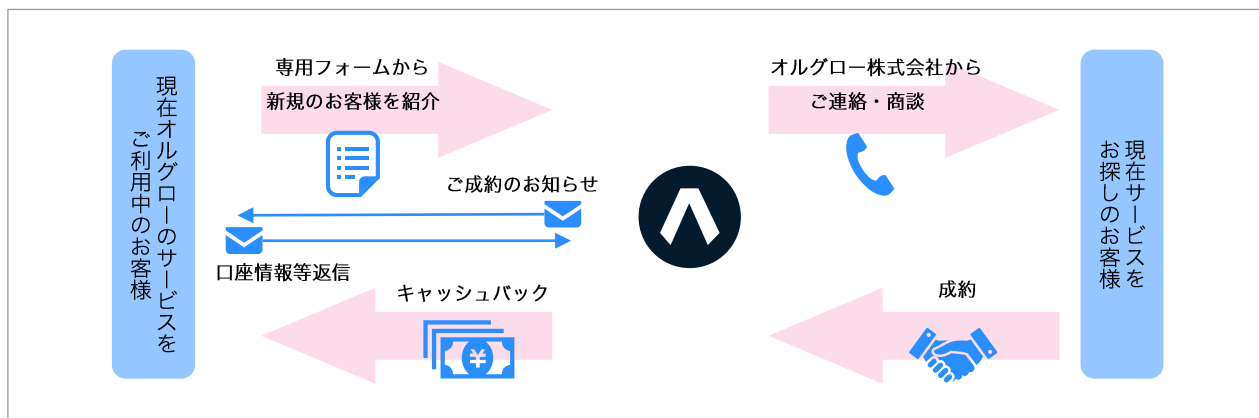 現在オルグローのサービスを
ご利用中のお客様
専用フォームから
新規のお客様を紹介
ご成約のお知らせ
口座情報等返信
キャッシュバック
オルグロー株式会社から
ご連絡・商談
成約
現在サービスを
お探しのお客様